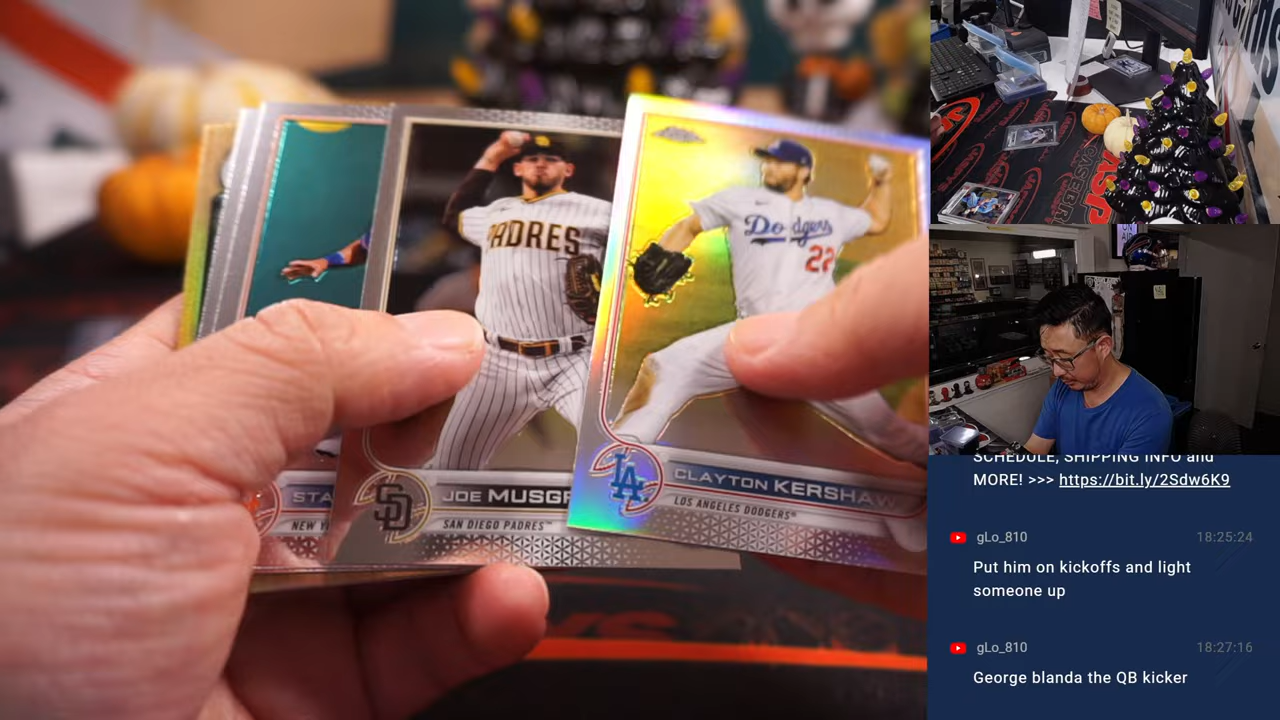 PADRES
Dodgers
22
SD
JOE MUSG
SAN DIEGO PADRES™
LA
CLAYTON KERSHAW
LOS ANGELES DODGERS®
STA
NEW Y
SCHEDULE, SHIPPING INFO and
MORE! >>> https://bit.ly/2Sdw6K9
gLo_810 18:25:24
Put him on kickoffs and light
someone up
gLo_810 18:27:16
George blanda the QB kicker